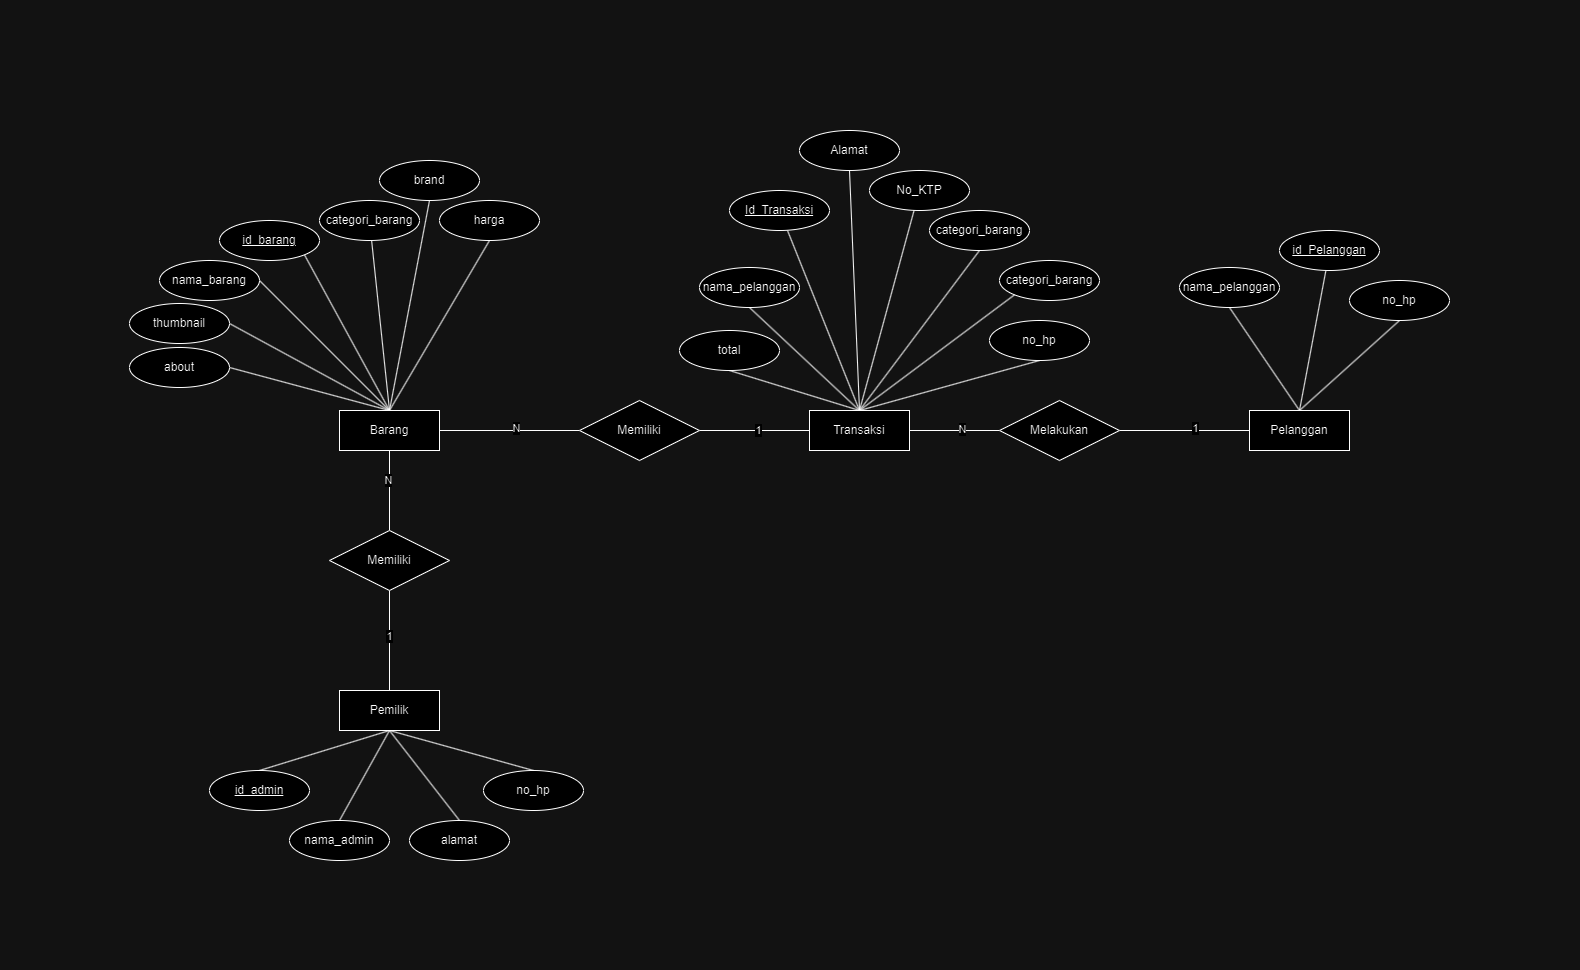 Alamat
brand
No_KTP
Id_Transaksi
categori_barang
harga
categori_barang
id_barang
id_Pelanggan
nama_barang
categori_barang
nama_pelanggan
nama_pelanggan
no_hp
thumbnail
no_hp
total
about
Barang
N
Memiliki
1
Transaksi
N
Melakukan
1
Pelanggan
N
Memiliki
1
Pemilik
id_admin
no_hp
nama_admin
alamat